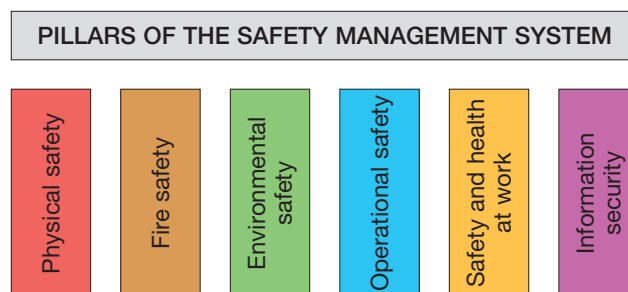 PILLARS OF THE SAFETY MANAGEMENT SYSTEM
Physical safety
Fire safety
Environmental
safety
Operational safety
Safety and health
at work
Information
security